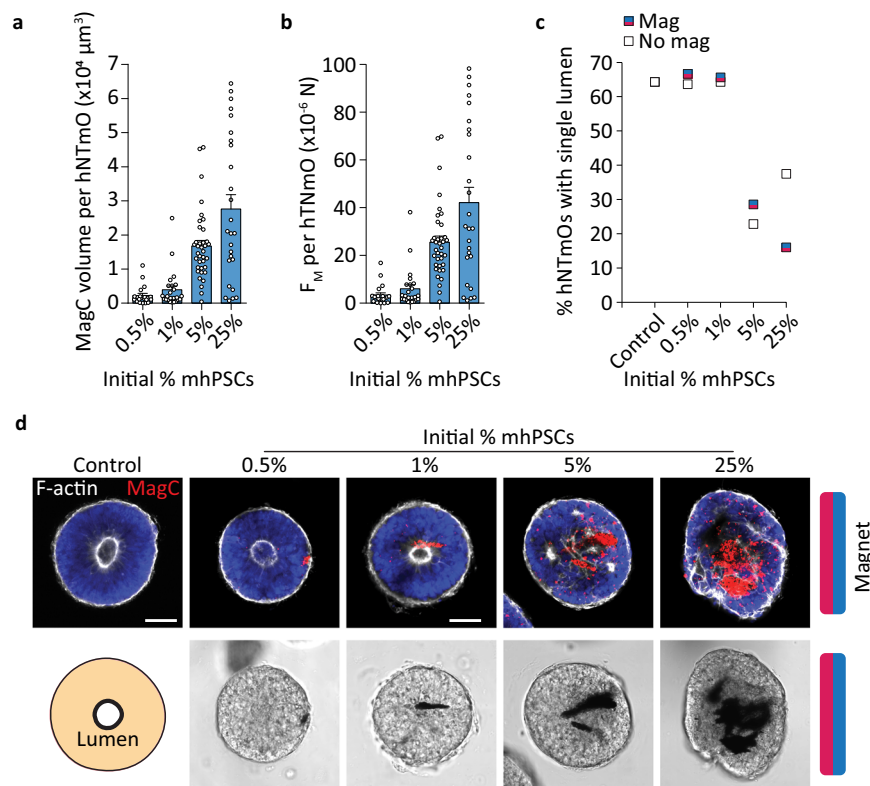 a
MagC volume per hNTmO (x10⁴ µm³)
7
6
5
4
3
2
1
0
0.5%
1%
5%
25%
Initial % mhPSCs
b
F_M per hTNmO (x10⁻⁶ N)
100
80
60
40
20
0
0.5%
1%
5%
25%
Initial % mhPSCs
c
Mag
No mag
% hNTmOs with single lumen
70
60
50
40
30
20
10
0
Control
0.5%
1%
5%
25%
Initial % mhPSCs
d
Initial % mhPSCs
Control 0.5% 1% 5% 25%
F-actin MagC
Magnet
Lumen